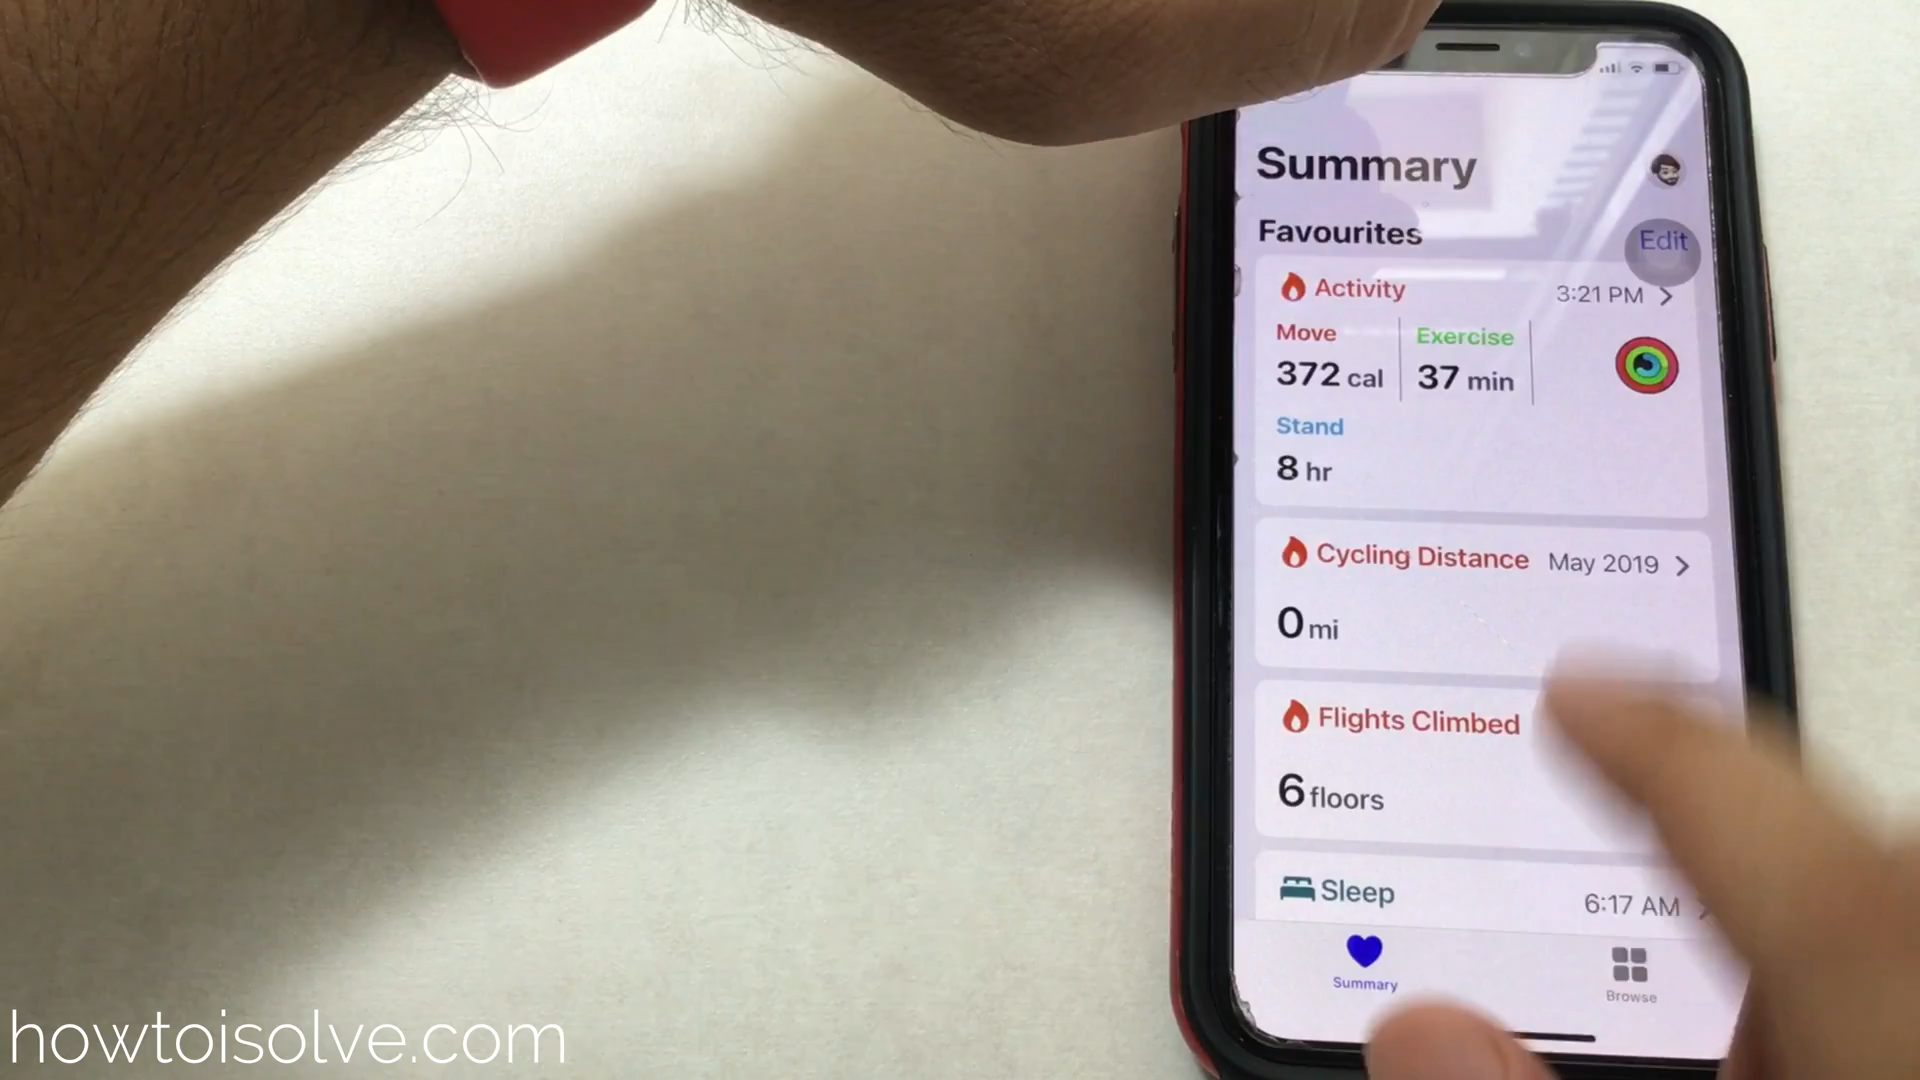 Summary
Favourites
Edit
Activity
3:21 PM
Move
Exercise
372 cal
37 min
Stand
8 hr
Cycling Distance
May 2019
0 mi
Flights Climbed
6 floors
Sleep
6:17 AM
Summary
Browse
howtoisolve.com